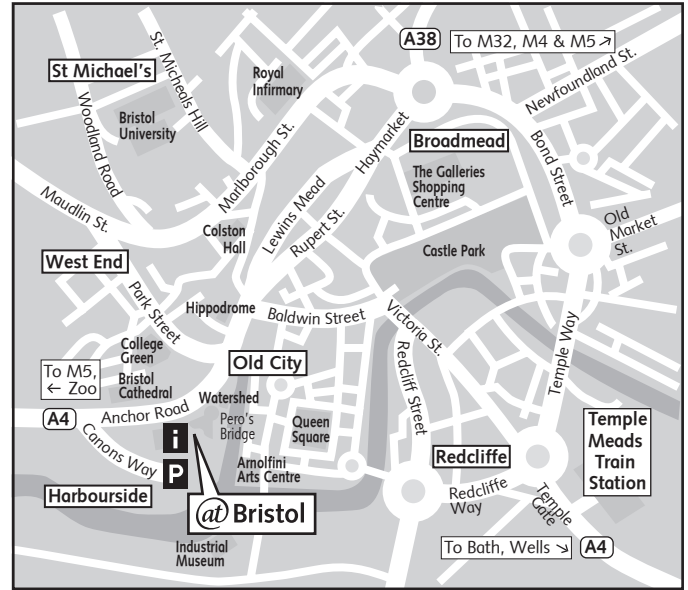 A38
To M32, M4 & M5 ↗
St Michael's
St. Micheals Hill
Royal
Infirmary
Newfoundland St.
Woodland Road
Bristol
University
Marlborough St.
Haymarket
Broadmead
Bond Street
The Galleries
Shopping
Centre
Maudlin St.
Lewins Mead
Rupert St.
Colston
Hall
Old
Market
St.
Castle Park
West End
Park Street
Hippodrome
Baldwin Street
Victoria St.
Temple Way
College
Green
Old City
Redcliff Street
To M5,
← Zoo
Bristol
Cathedral
Watershed
A4
Anchor Road
Pero's
Bridge
Queen
Square
Temple
Meads
Train
Station
i
Canons Way
P
Arnolfini
Arts Centre
Redcliffe
Harbourside
Redcliffe
Way
Temple
Gate
at Bristol
Industrial
Museum
To Bath, Wells ↘
A4